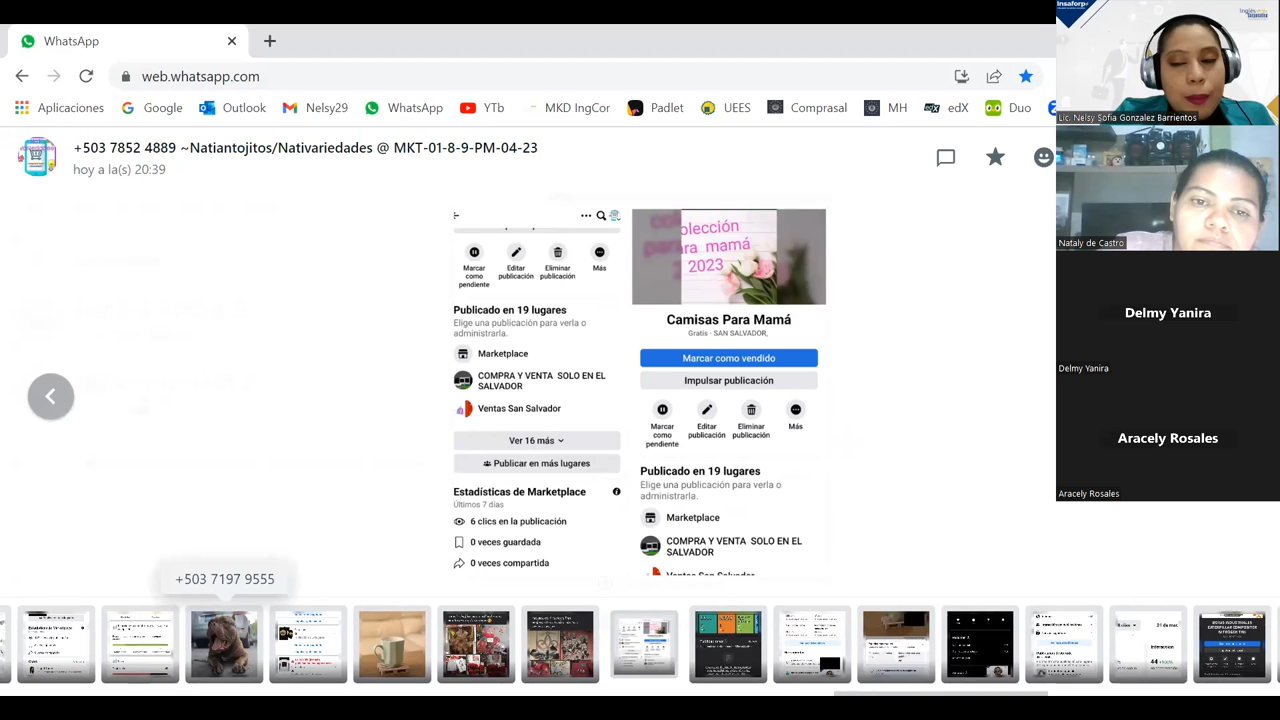 WhatsApp
web.whatsapp.com
Aplicaciones
Google
Outlook
Nelsy29
WhatsApp
YTb
MKD IngCor
Padlet
UEES
Comprasal
MH
edX
Duo
+503 7852 4889 ~Natiantojitos/Nativariedades @ MKT-01-8-9-PM-04-23
hoy a la(s) 20:39
Marcar como pendiente
Editar publicación
Eliminar publicación
Más
Publicado en 19 lugares
Elige una publicación para verla o
administrarla.
Marketplace
COMPRA Y VENTA SOLO EN EL
SALVADOR
Ventas San Salvador
Ver 16 más
Publicar en más lugares
Estadísticas de Marketplace
Últimos 7 días
6 clics en la publicación
0 veces guardada
0 veces compartida
olección
para mamá
2023
Camisas Para Mamá
Gratis · SAN SALVADOR,
Marcar como vendido
Impulsar publicación
Marcar como pendiente
Editar publicación
Eliminar publicación
Más
Publicado en 19 lugares
Elige una publicación para verla o
administrarla.
Marketplace
COMPRA Y VENTA SOLO EN EL
SALVADOR
Ventas San Salvador
+503 7197 9555
Insaforp
Lic. Nelsy Sofia Gonzalez Barrientos
Nataly de Castro
Delmy Yanira
Delmy Yanira
Aracely Rosales
Aracely Rosales